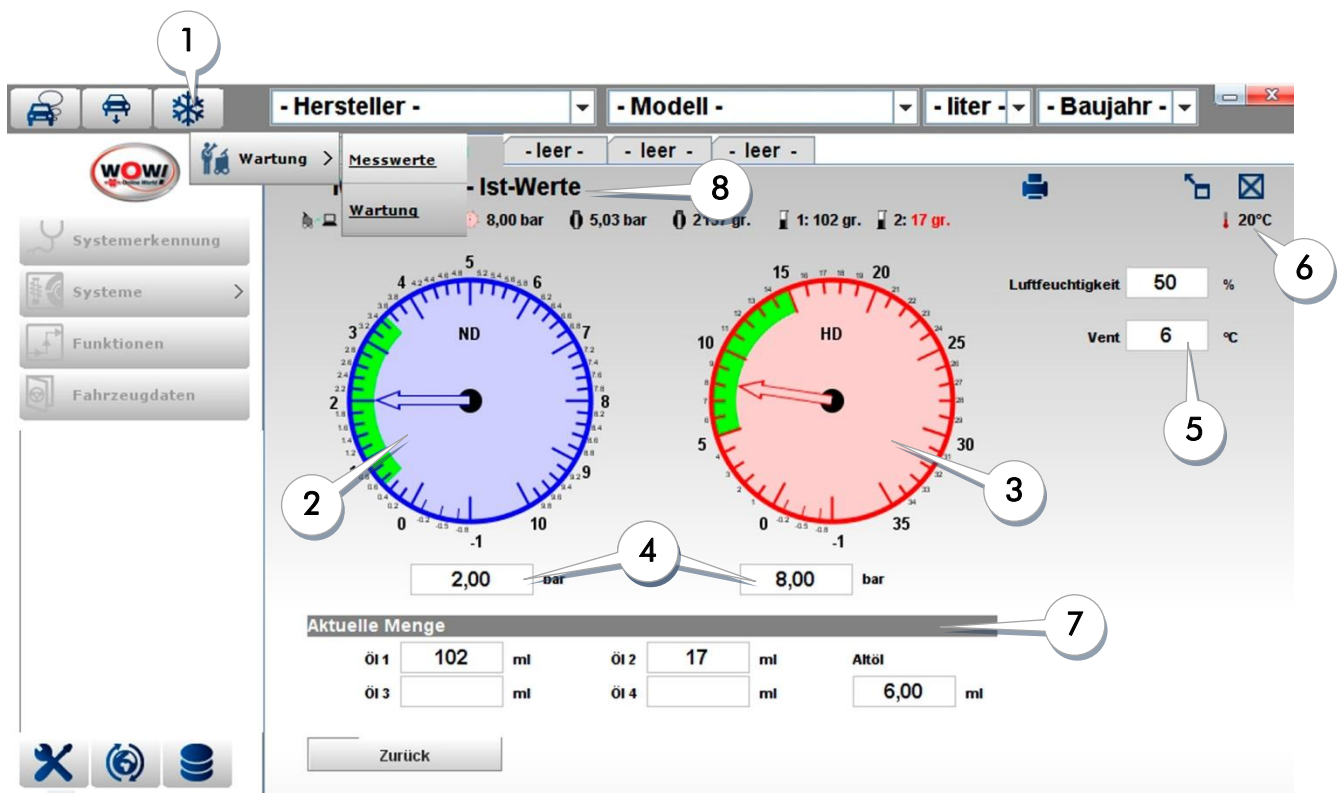 1
- Hersteller -
- Modell -
- liter -
- Baujahr -
WOW!
Wartung >
Messwerte
Wartung
- leer -
- leer -
- leer -
- Ist-Werte
8
8,00 bar
5,03 bar
gr.
1: 102 gr.
2: 17 gr.
20°C
6
Systemerkennung
Systeme >
Funktionen
Fahrzeugdaten
ND
-1
0
1
2
3
4
5
6
7
8
9
10
2
HD
-1
0
5
10
15
20
25
30
35
3
Luftfeuchtigkeit 50 %
Vent 6 °C
5
4
2,00 bar
8,00 bar
Aktuelle Menge
7
Öl 1 102 ml
Öl 2 17 ml
Altöl
Öl 3 ml
Öl 4 ml
6,00 ml
Zurück